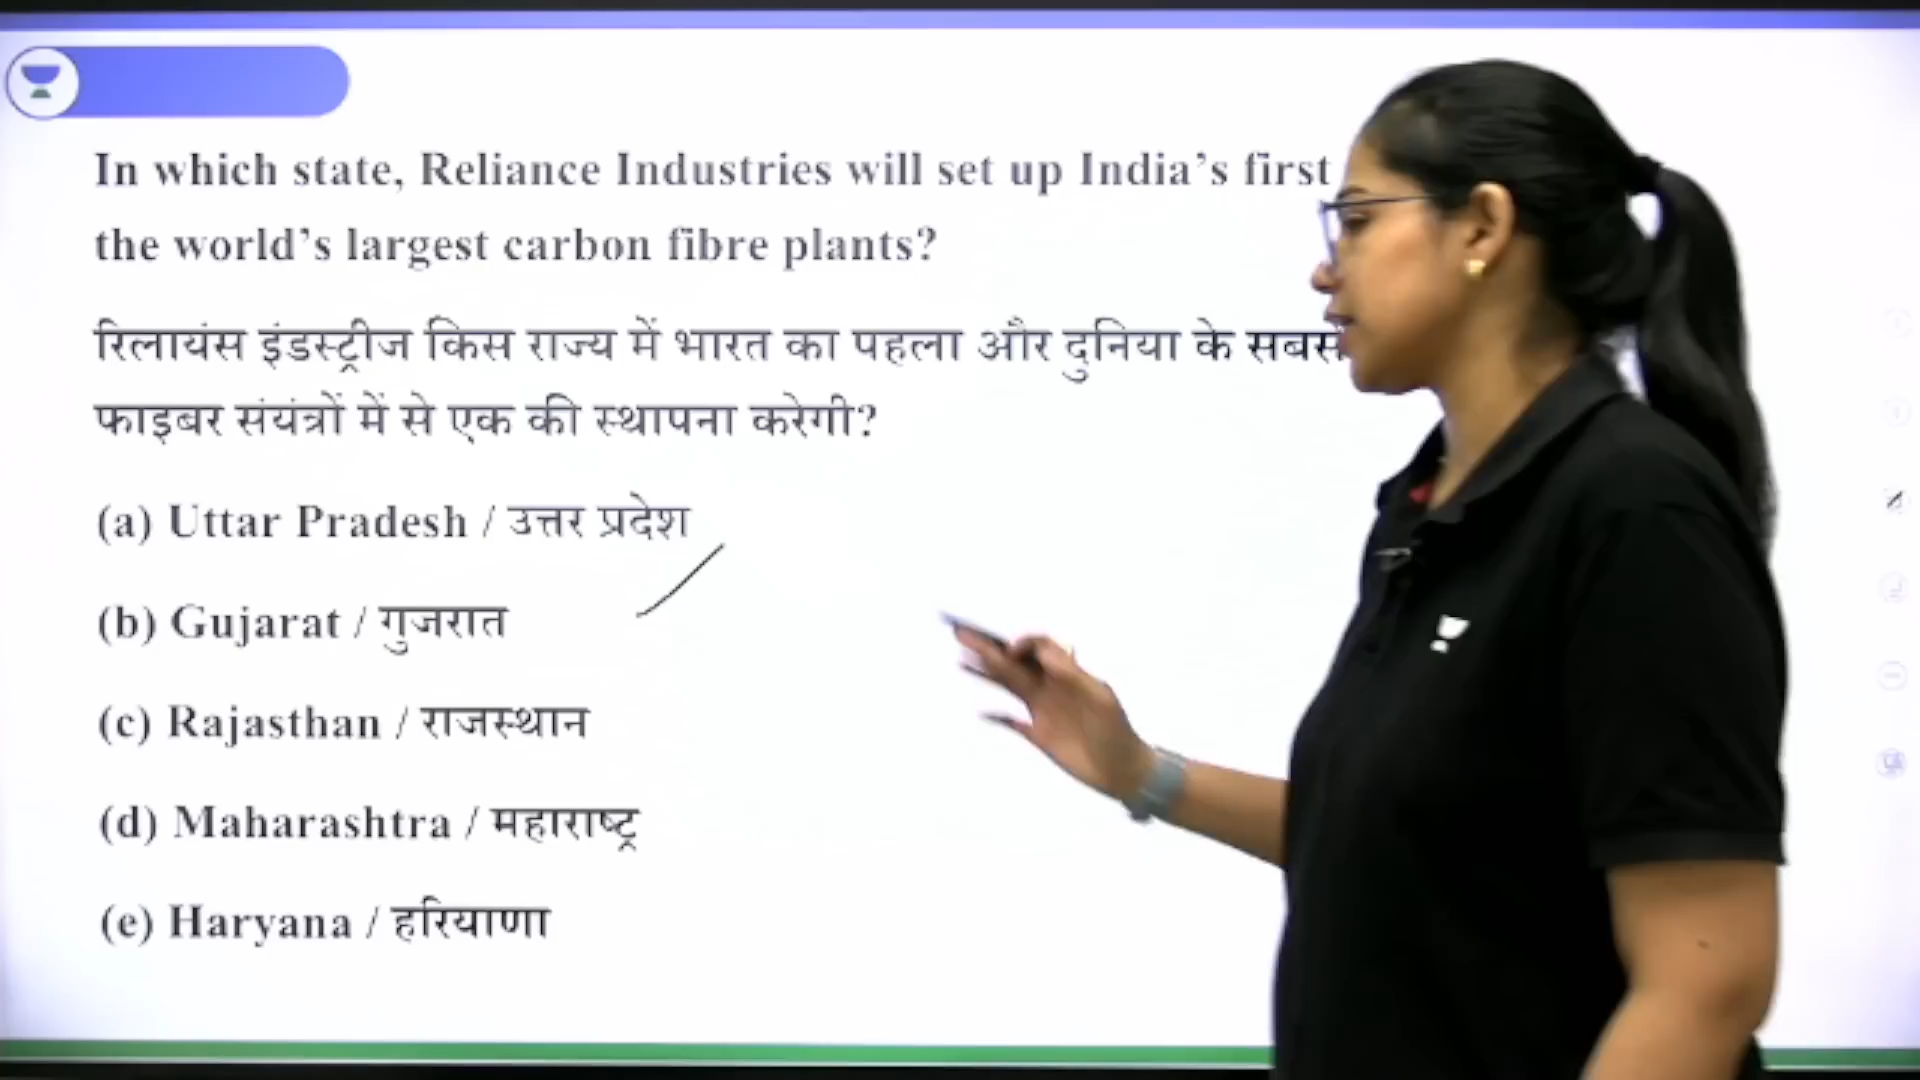 In which state, Reliance Industries will set up India's first
the world's largest carbon fibre plants?
रिलायंस इंडस्ट्रीज किस राज्य में भारत का पहला और दुनिया के
फाइबर संयंत्रों में से एक की स्थापना करेगी?
(a) Uttar Pradesh / उत्तर प्रदेश
(b) Gujarat / गुजरात
(c) Rajasthan / राजस्थान
(d) Maharashtra / महाराष्ट्र
(e) Haryana / हरियाणा